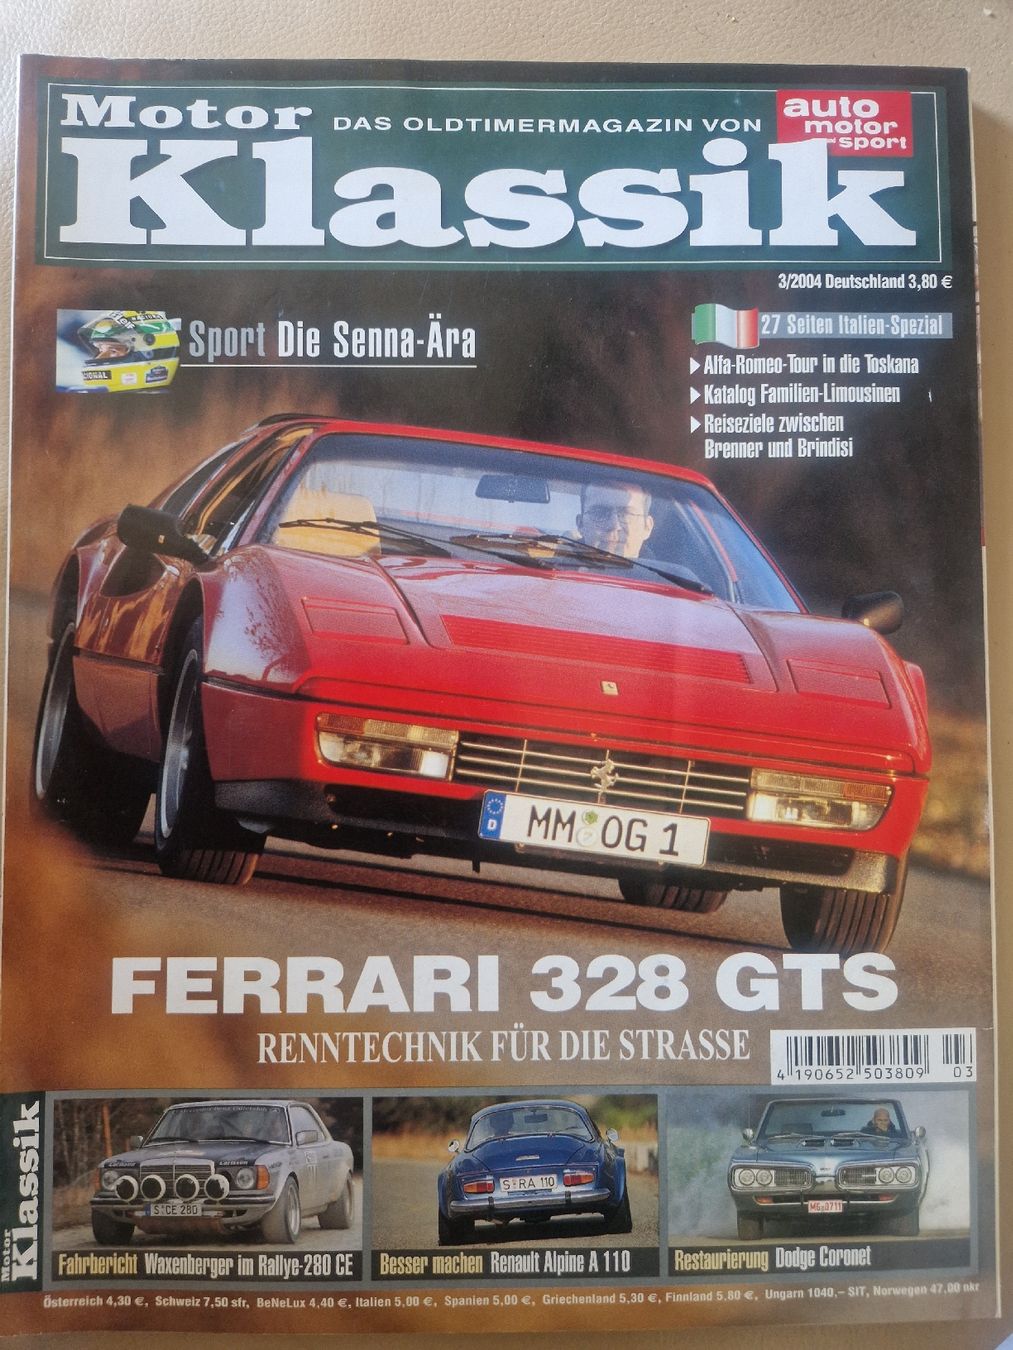 Motor
DAS OLDTIMERMAGAZIN VON
auto
motor
sport
Klassik
3/2004 Deutschland 3,80 €
Sport Die Senna-Ära
27 Seiten Italien-Spezial
Alfa-Romeo-Tour in die Toskana
Katalog Familien-Limousinen
Reiseziele zwischen
Brenner und Brindisi
CIONAL
D
MM OG 1
FERRARI 328 GTS
RENNTECHNIK FÜR DIE STRASSE
4 190652 503809 03
Motor Klassik
S CE 280
S RA 110
Fahrbericht Waxenberger im Rallye-280 CE
Besser machen Renault Alpine A 110
Restaurierung Dodge Coronet
Österreich 4,30 €, Schweiz 7,50 sfr, BeNeLux 4,40 €, Italien 5,00 €, Spanien 5,00 €, Griechenland 5,30 €, Finnland 5,80 €, Ungarn 1040,– SIT, Norwegen 47,00 nkr